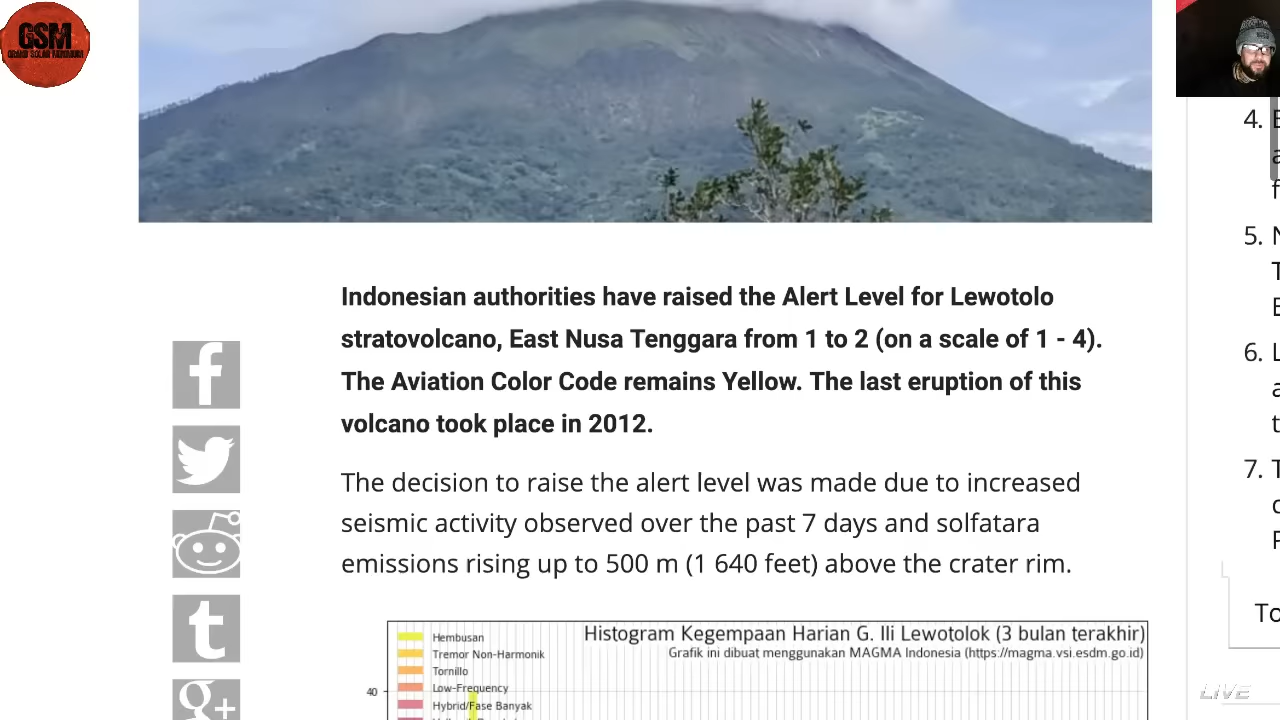 GSM
GRAND SOLAR MINIMUM
Indonesian authorities have raised the Alert Level for Lewotolo
stratovolcano, East Nusa Tenggara from 1 to 2 (on a scale of 1 - 4).
The Aviation Color Code remains Yellow. The last eruption of this
volcano took place in 2012.
The decision to raise the alert level was made due to increased
seismic activity observed over the past 7 days and solfatara
emissions rising up to 500 m (1 640 feet) above the crater rim.
Histogram Kegempaan Harian G. Ili Lewotolok (3 bulan terakhir)
Grafik ini dibuat menggunakan MAGMA Indonesia (https://magma.vsi.esdm.go.id)
Hembusan
Tremor Non-Harmonik
Tornillo
Low-Frequency
Hybrid/Fase Banyak
40
4.
5.
6.
7.
To
LIVE